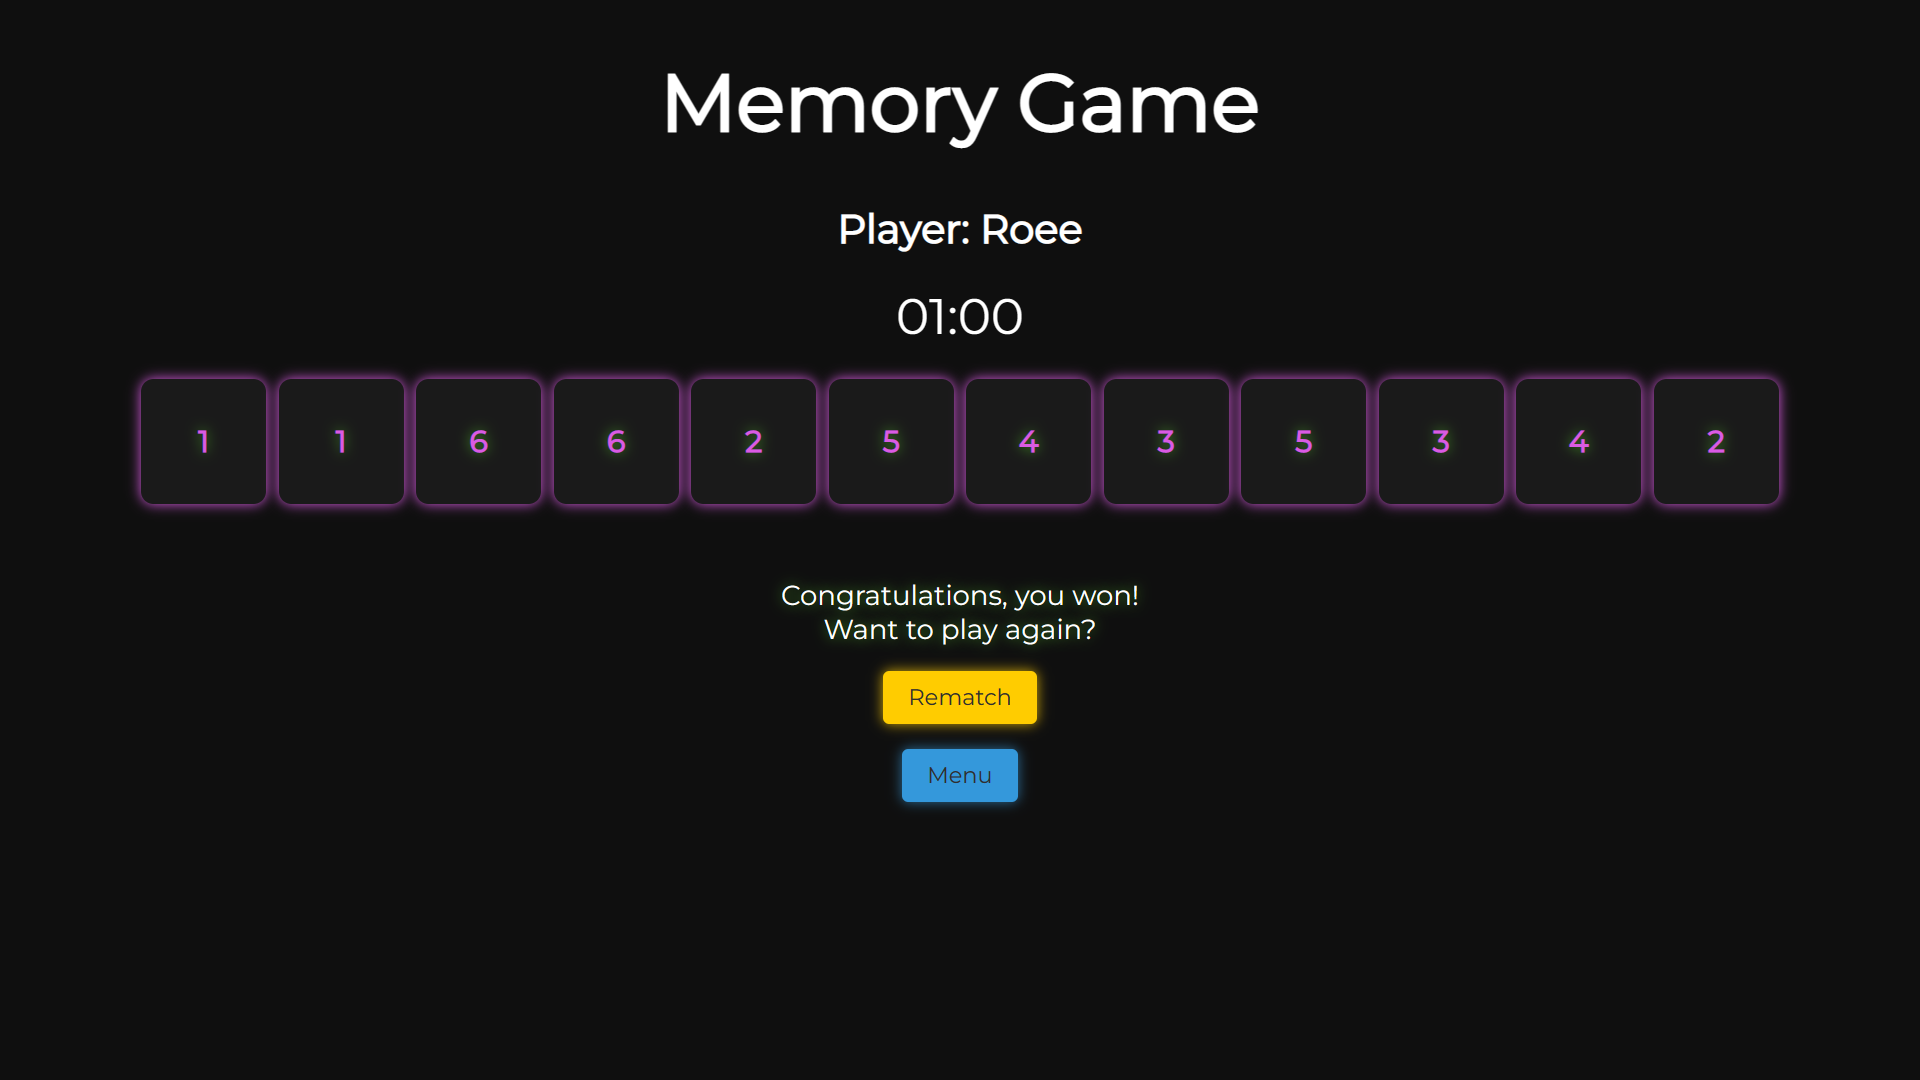 Memory Game
Player: Roee
01:00
1 1 6 6 2 5 4 3 5 3 4 2
Congratulations, you won!
Want to play again?
Rematch
Menu